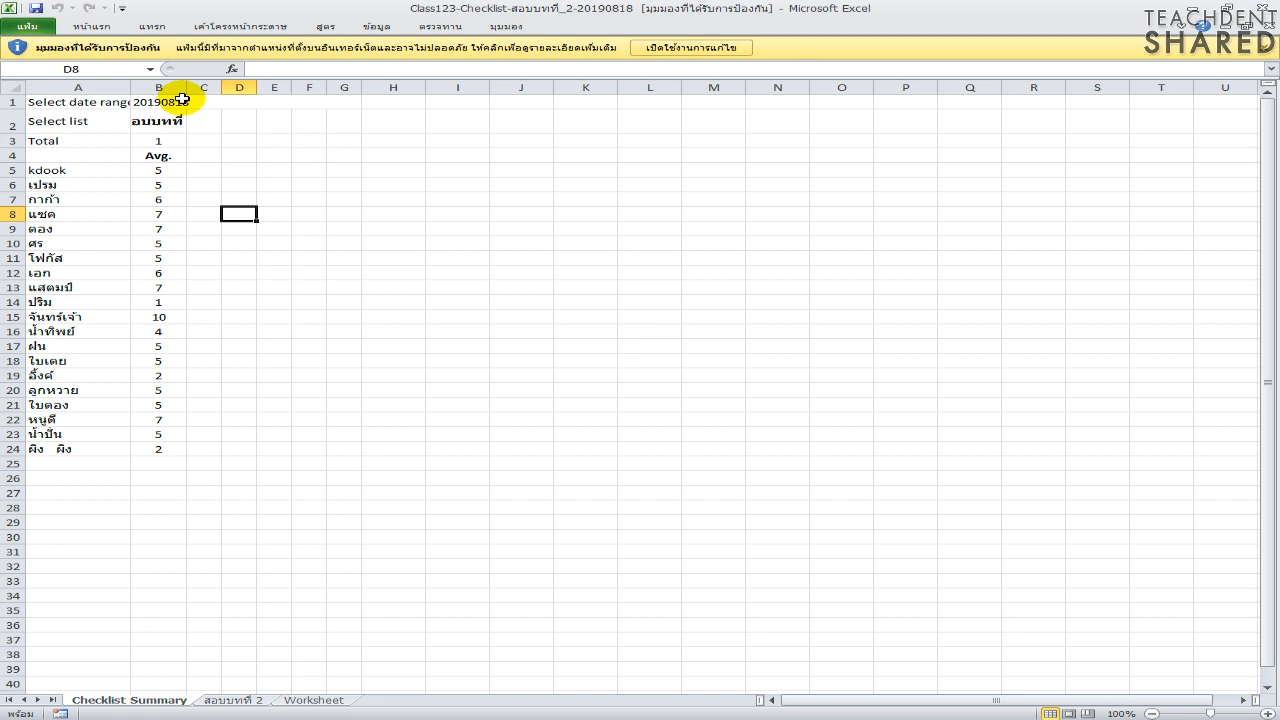 Class123-Checklist-สอบบทที่_2-20190818 [มุมมองที่ได้รับการป้องกัน] - Microsoft Excel
TEACHDENT
SHARED
แฟ้ม หน้าแรก แทรก เค้าโครงหน้ากระดาษ สูตร ข้อมูล ตรวจทาน มุมมอง
มุมมองที่ได้รับการป้องกัน แฟ้มนี้มีที่มาจากตำแหน่งที่ตั้งบนอินเทอร์เน็ตและอาจไม่ปลอดภัย ให้คลิกเพื่อดูรายละเอียดเพิ่มเติม เปิดใช้งานการแก้ไข
D8 fx
A B C D E F G H I J K L M N O P Q R S T U
1 Select date rang 20190818
2 Select list อบบทที่
3 Total 1
4 Avg.
5 kdook 5
6 เปรม 5
7 กาก้า 6
8 แซค 7
9 ตอง 7
10 ศร 5
11 โฟกัส 5
12 เอก 6
13 แสตมป์ 7
14 ปริม 1
15 จันทร์เจ้า 10
16 น้ำทิพย์ 4
17 ฝน 5
18 ใบเตย 5
19 อิ้งค์ 2
20 ลูกหวาย 5
21 ใบตอง 5
22 หนูดี 7
23 น้ำปั่น 5
24 ผิง ผิง 2
25
26
27
28
29
30
31
32
33
34
35
36
37
38
39
40
Checklist Summary สอบบทที่ 2 Worksheet
พร้อม 100%